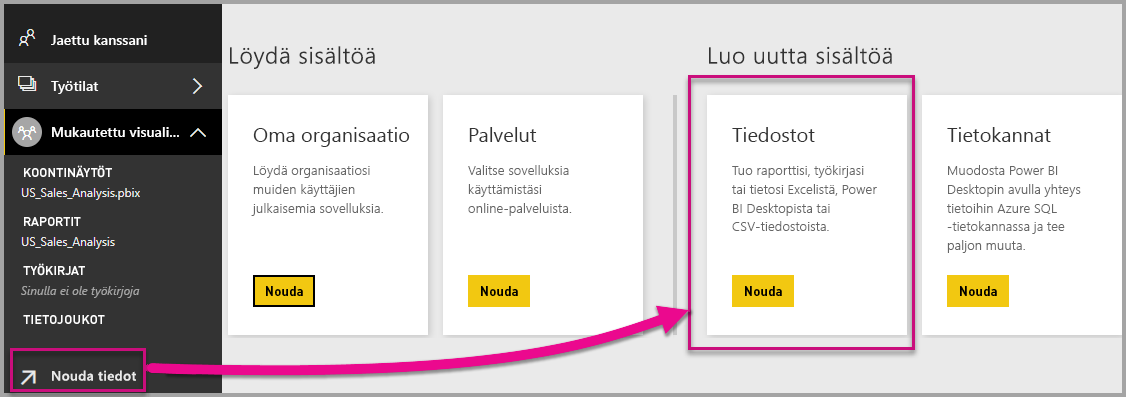 Jaettu kanssani
Työtilat
Mukautettu visuali...
KOONTINÄYTÖT
US_Sales_Analysis.pbix
RAPORTIT
US_Sales_Analysis
TYÖKIRJAT
Sinulla ei ole työkirjoja
TIETOJOUKOT
Nouda tiedot
Löydä sisältöä
Oma organisaatio
Löydä organisaatiosi
muiden käyttäjien
julkaisemia sovelluksia.
Nouda
Palvelut
Valitse sovelluksia
käyttämistäsi
online-palveluista.
Nouda
Luo uutta sisältöä
Tiedostot
Tuo raporttisi, työkirjasi
tai tietosi Excelistä, Power
BI Desktopista tai
CSV-tiedostoista.
Nouda
Tietokannat
Muodosta Power BI
Desktopin avulla yhteys
tietoihin Azure SQL
-tietokannassa ja tee
paljon muuta.
Nouda